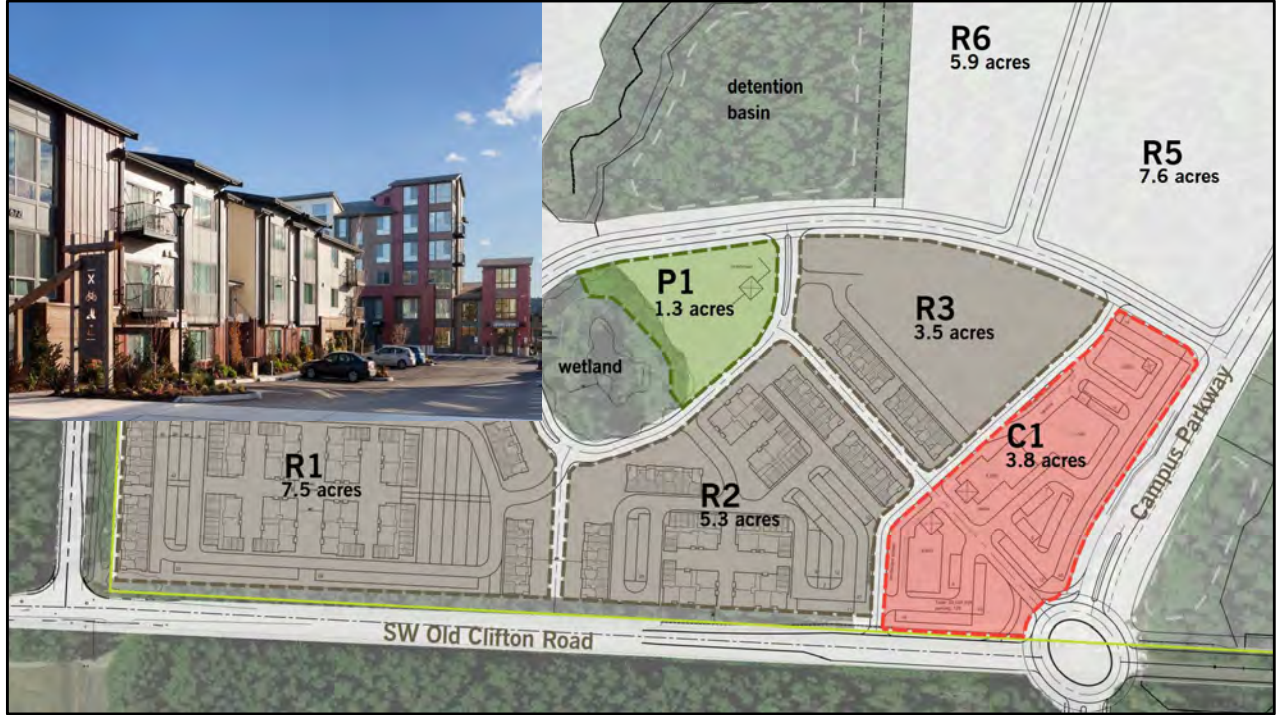 R6
5.9 acres
detention
basin
R5
7.6 acres
P1
1.3 acres
R3
3.5 acres
wetland
C1
3.8 acres
R1
7.5 acres
R2
5.3 acres
Campus Parkway
SW Old Clifton Road